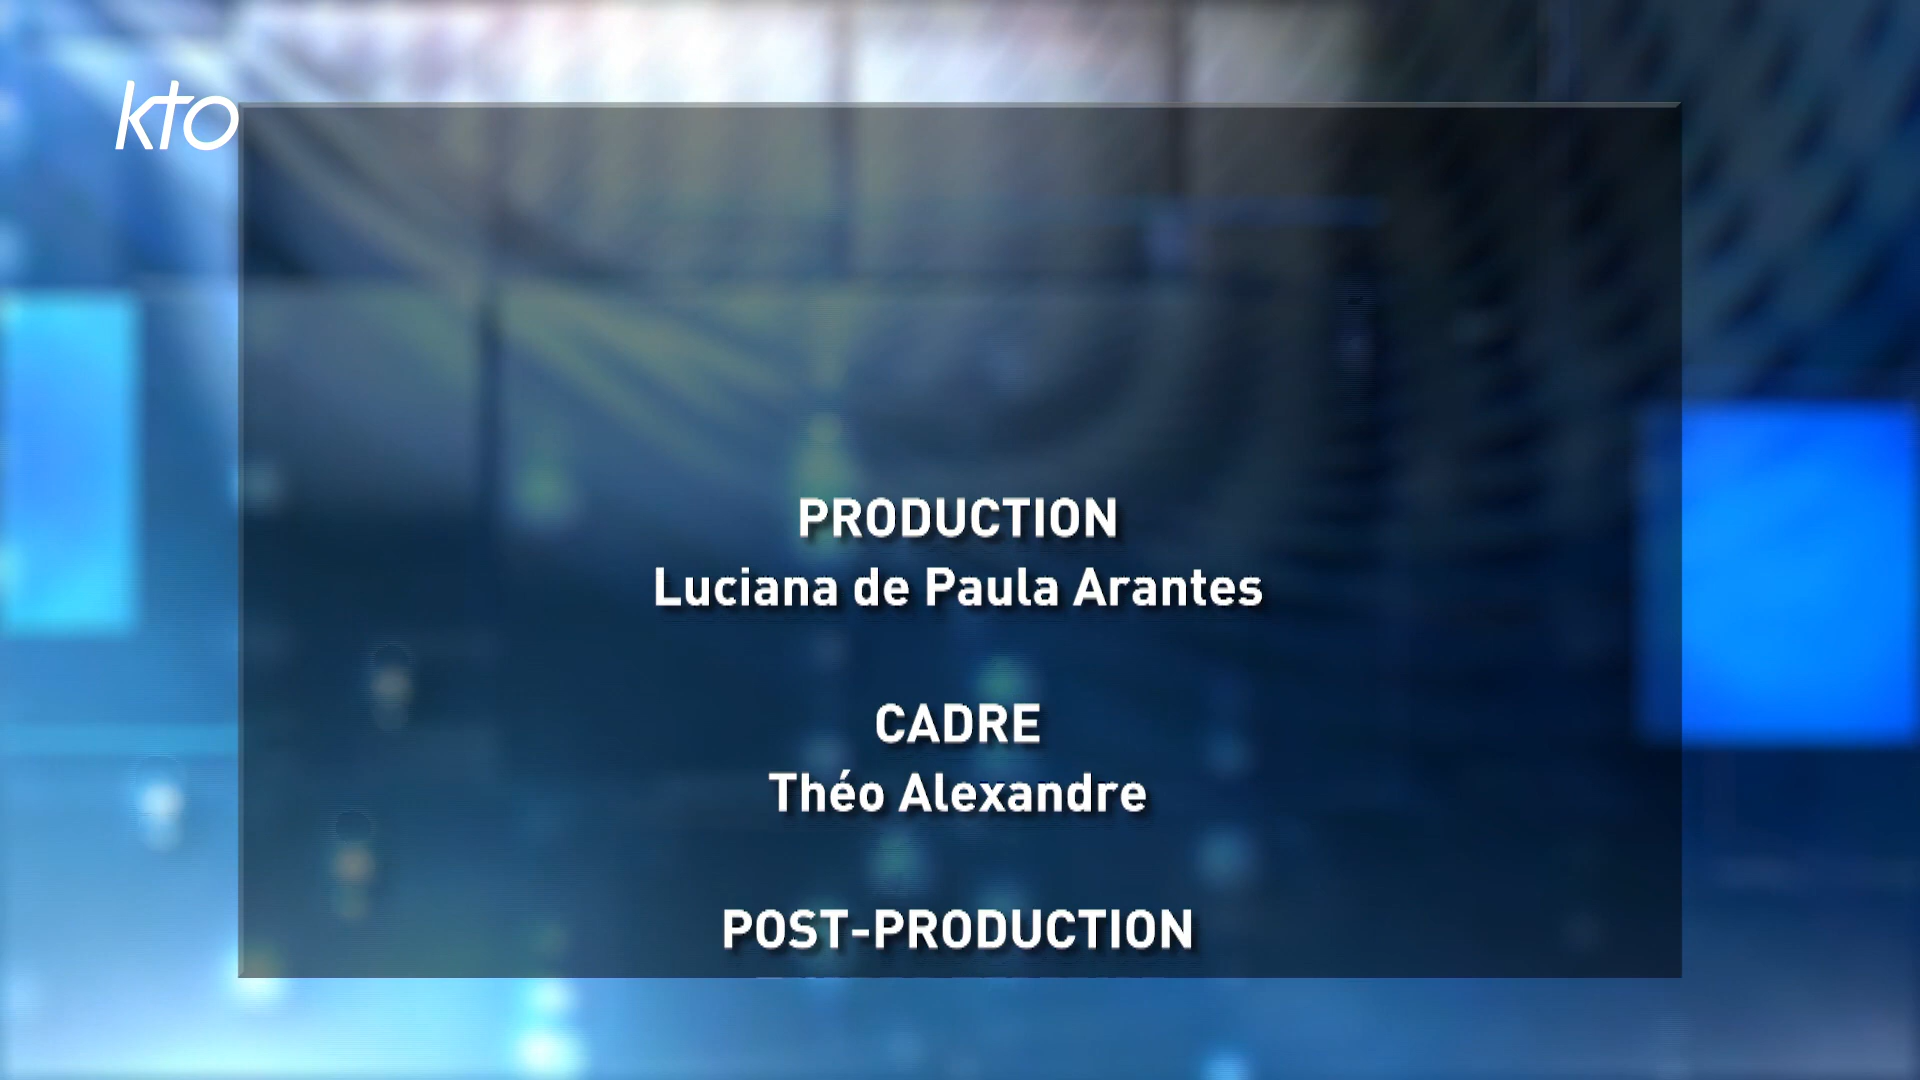 kto
PRODUCTION
Luciana de Paula Arantes
CADRE
Théo Alexandre
POST-PRODUCTION